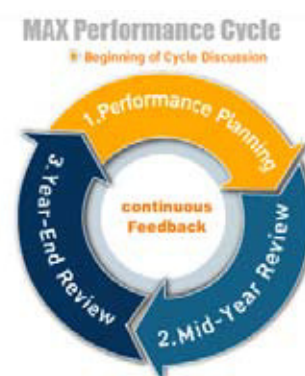 MAX Performance Cycle
Beginning of Cycle Discussion
1.Performance Planning
continuous
Feedback
2.Mid-Year Review
3.Year-End Review